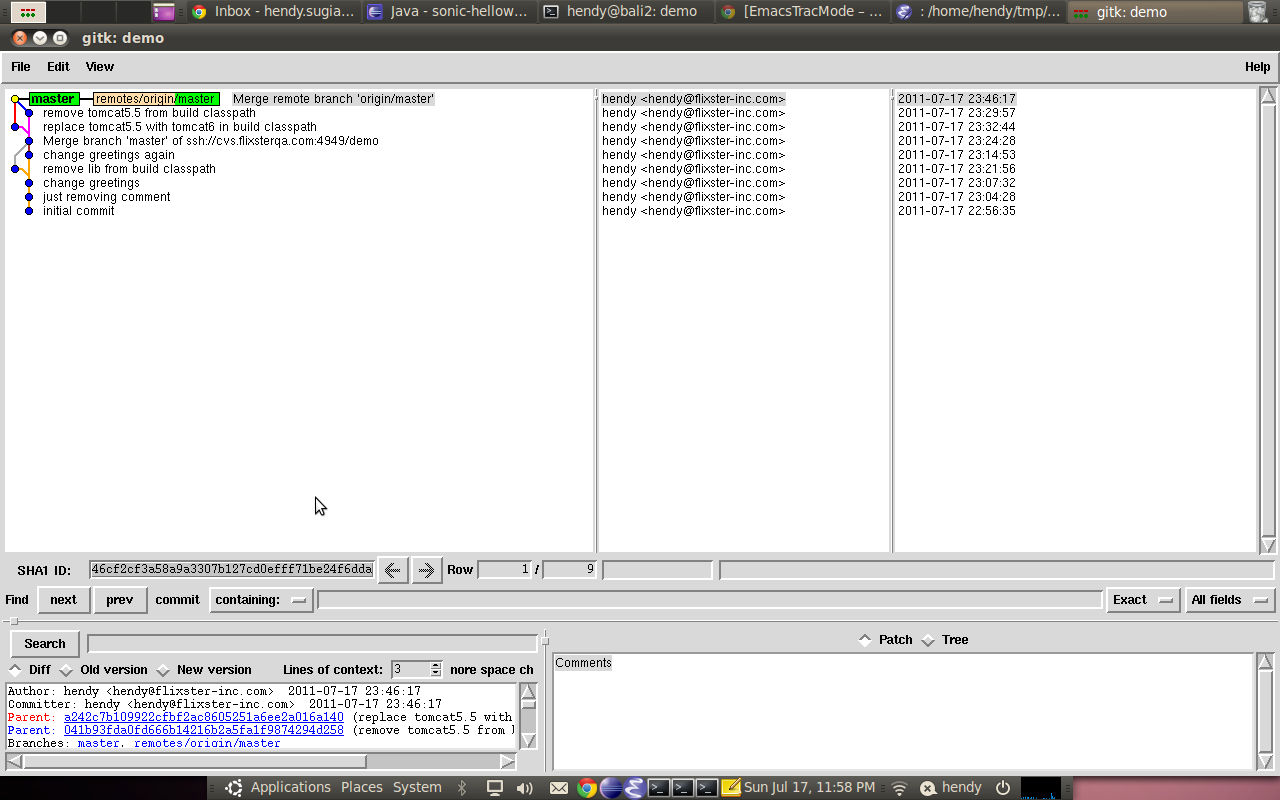 Inbox - hendy.sugia...
Java - sonic-hellow...
hendy@bali2: demo
[EmacsTracMode – ...
: /home/hendy/tmp/...
gitk: demo
gitk: demo
File Edit View Help
master remotes/origin/master Merge remote branch 'origin/master' hendy <hendy@flixster-inc.com> 2011-07-17 23:46:17
remove tomcat5.5 from build classpath hendy <hendy@flixster-inc.com> 2011-07-17 23:29:57
replace tomcat5.5 with tomcat6 in build classpath hendy <hendy@flixster-inc.com> 2011-07-17 23:32:44
Merge branch 'master' of ssh://cvs.flixsterqa.com:4949/demo hendy <hendy@flixster-inc.com> 2011-07-17 23:24:28
change greetings again hendy <hendy@flixster-inc.com> 2011-07-17 23:14:53
remove lib from build classpath hendy <hendy@flixster-inc.com> 2011-07-17 23:21:56
change greetings hendy <hendy@flixster-inc.com> 2011-07-17 23:07:32
just removing comment hendy <hendy@flixster-inc.com> 2011-07-17 23:04:28
initial commit hendy <hendy@flixster-inc.com> 2011-07-17 22:56:35
SHA1 ID: 46cf2cf3a58a9a3307b127cd0efff71be24f6dda Row 1 / 9
Find next prev commit containing: Exact All fields
Search
Patch Tree
Diff Old version New version Lines of context: 3 nore space ch
Comments
Author: hendy <hendy@flixster-inc.com> 2011-07-17 23:46:17
Committer: hendy <hendy@flixster-inc.com> 2011-07-17 23:46:17
Parent: a242c7b109922cfbf2ac8605251a6ee2a016a140 (replace tomcat5.5 with
Parent: 041b93fda0fd666b14216b2a5fa1f9874294d258 (remove tomcat5.5 from
Branches: master, remotes/origin/master
Applications Places System Sun Jul 17, 11:58 PM hendy